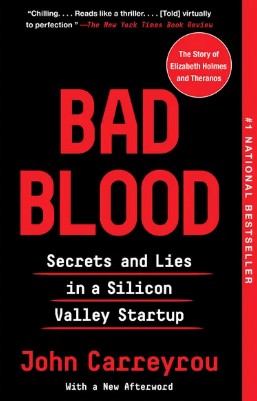 “Chilling. . . . Reads like a thriller. . . . [Told] virtually
to perfection.” —The New York Times Book Review
The Story of
Elizabeth Holmes
and Theranos
BAD
BLOOD
#1 NATIONAL BESTSELLER
Secrets and Lies
in a Silicon
Valley Startup
John Carreyrou
With a New Afterword